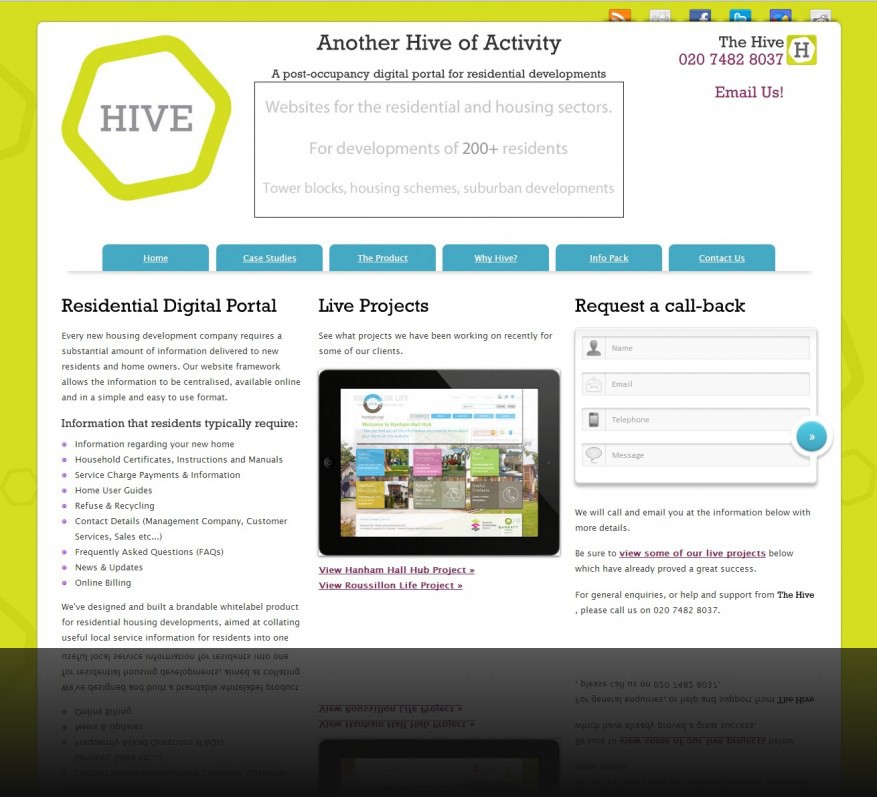 HIVE
Another Hive of Activity
A post-occupancy digital portal for residential developments
Websites for the residential and housing sectors.
For developments of 200+ residents
Tower blocks, housing schemes, suburban developments
The Hive
020 7482 8037
H
Email Us!
Home
Case Studies
The Product
Why Hive?
Info Pack
Contact Us
Residential Digital Portal
Every new housing development company requires a
substantial amount of information delivered to new
residents and home owners. Our website framework
allows the information to be centralised, available online
and in a simple and easy to use format.
Information that residents typically require:
Information regarding your new home
Household Certificates, Instructions and Manuals
Service Charge Payments & Information
Home User Guides
Refuse & Recycling
Contact Details (Management Company, Customer
Services, Sales etc...)
Frequently Asked Questions (FAQs)
News & Updates
Online Billing
We've designed and built a brandable whitelabel product
for residential housing developments, aimed at collating
useful local service information for residents into one
Live Projects
See what projects we have been working on recently for
some of our clients.
Welcome to Hanham Hall Hub
View Hanham Hall Hub Project »
View Roussillon Life Project »
Request a call-back
Name
Email
Telephone
Message
»
We will call and email you at the information below with
more details.
Be sure to view some of our live projects below
which have already proved a great success.
For general enquiries, or help and support from The Hive
, please call us on 020 7482 8037.